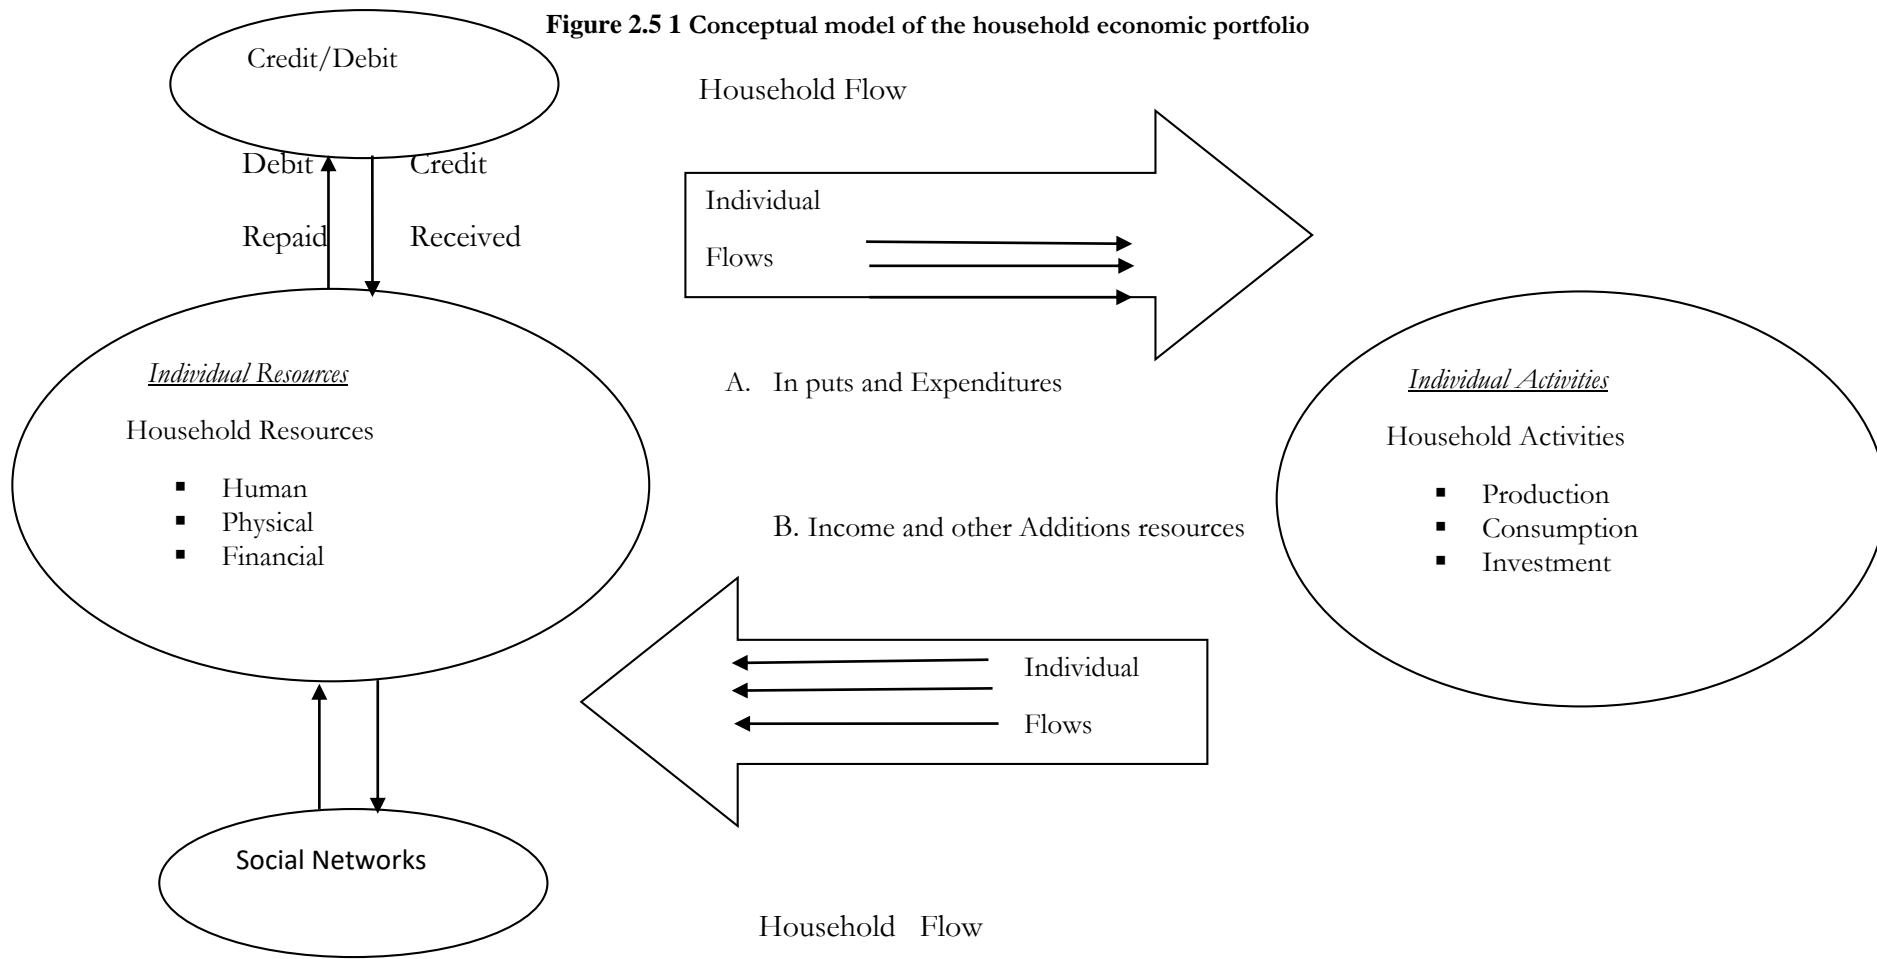 Figure 2.5 1 Conceptual model of the household economic portfolio
Credit/Debit
Household Flow
Debit
Credit
Repaid
Received
Individual
Flows
Individual Resources
Household Resources
▪ Human
▪ Physical
▪ Financial
A. In puts and Expenditures
B. Income and other Additions resources
Individual Activities
Household Activities
▪ Production
▪ Consumption
▪ Investment
Individual
Flows
Social Networks
Household Flow